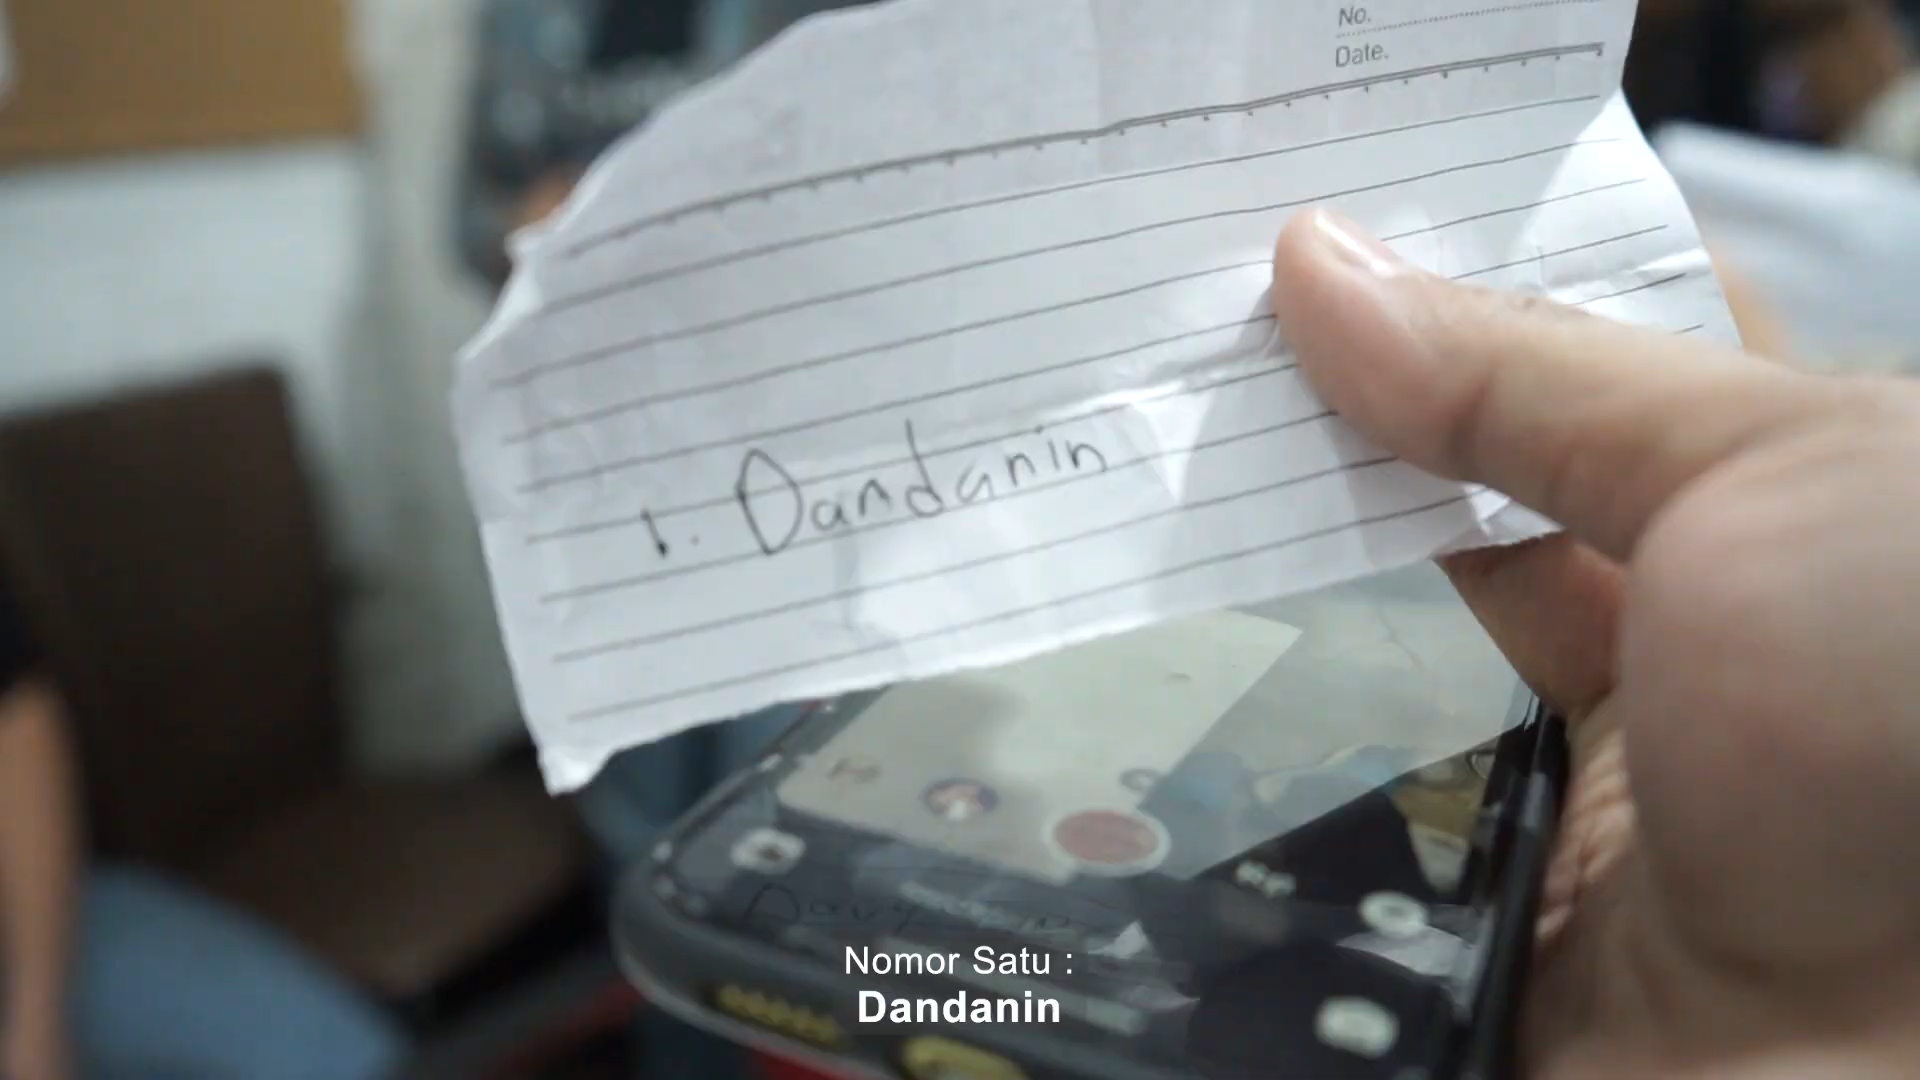 No.
Date.
1. Dandanin
Nomor Satu :
Dandanin